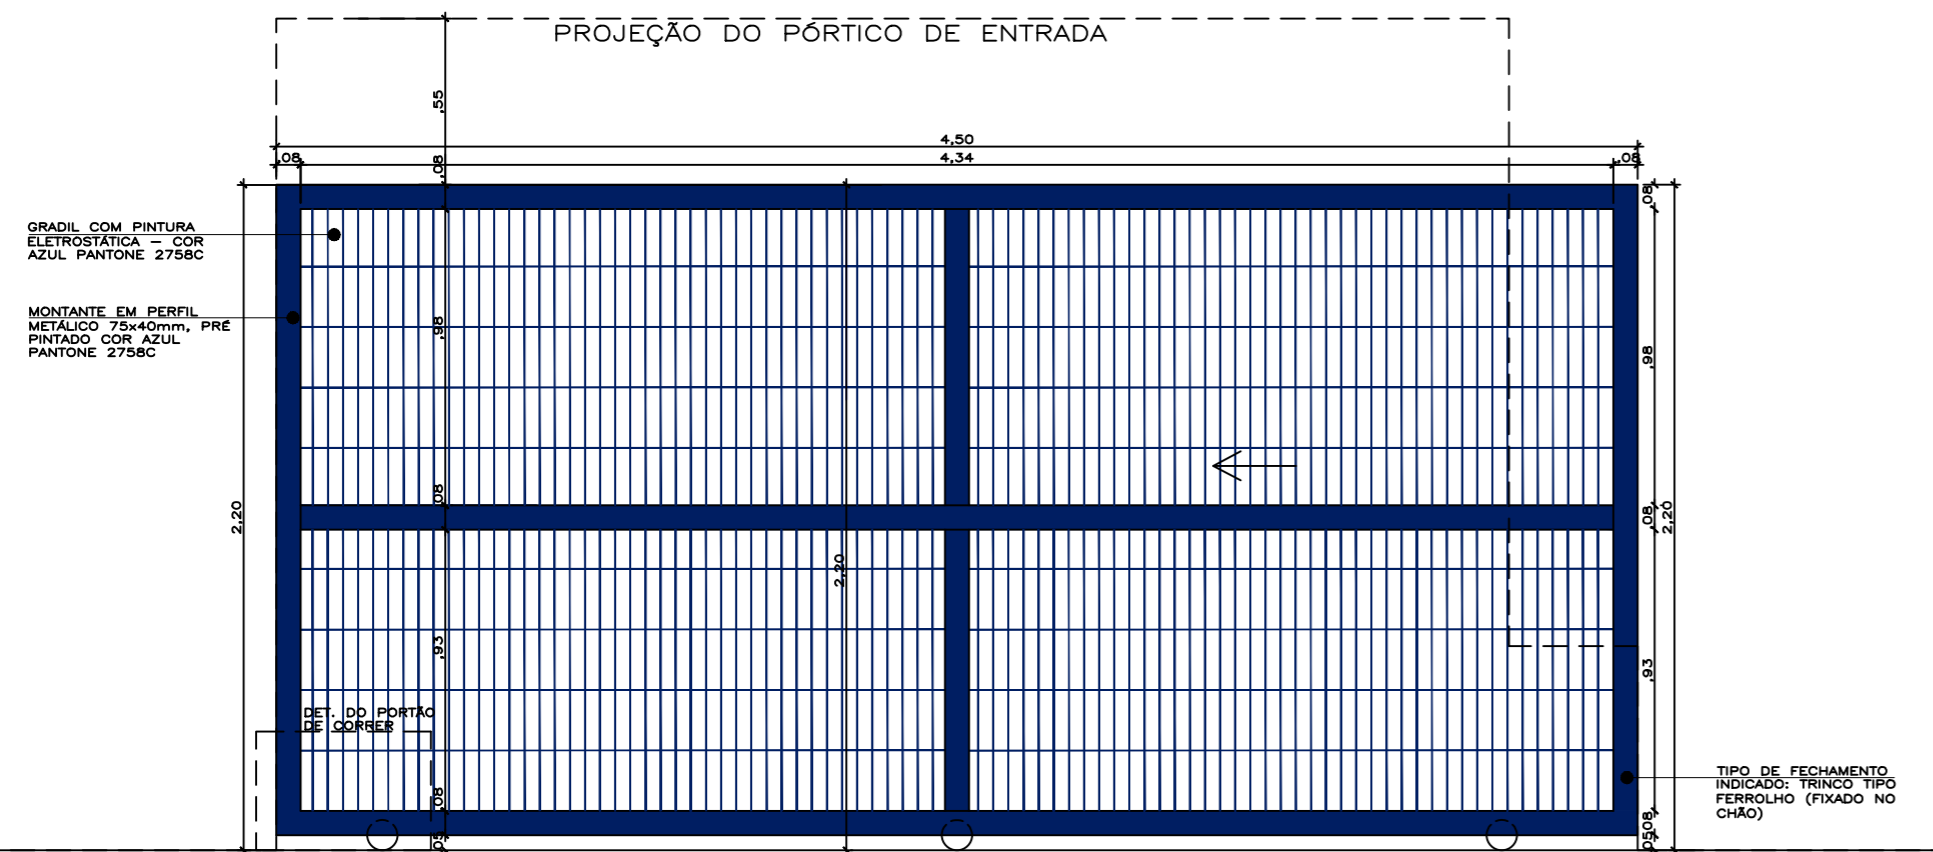 PROJEÇÃO DO PÓRTICO DE ENTRADA
,55
4,50
,08
4,34
,08
,08
,08
GRADIL COM PINTURA
ELETROSTÁTICA – COR
AZUL PANTONE 2758C
MONTANTE EM PERFIL
METÁLICO 75x40mm, PRÉ
PINTADO COR AZUL
PANTONE 2758C
,98
,98
,08
,08
2,20
2,20
2,20
,93
,93
DET. DO PORTÃO
DE CORRER
,08
,08
,05
,05
TIPO DE FECHAMENTO
INDICADO: TRINCO TIPO
FERROLHO (FIXADO NO
CHÃO)